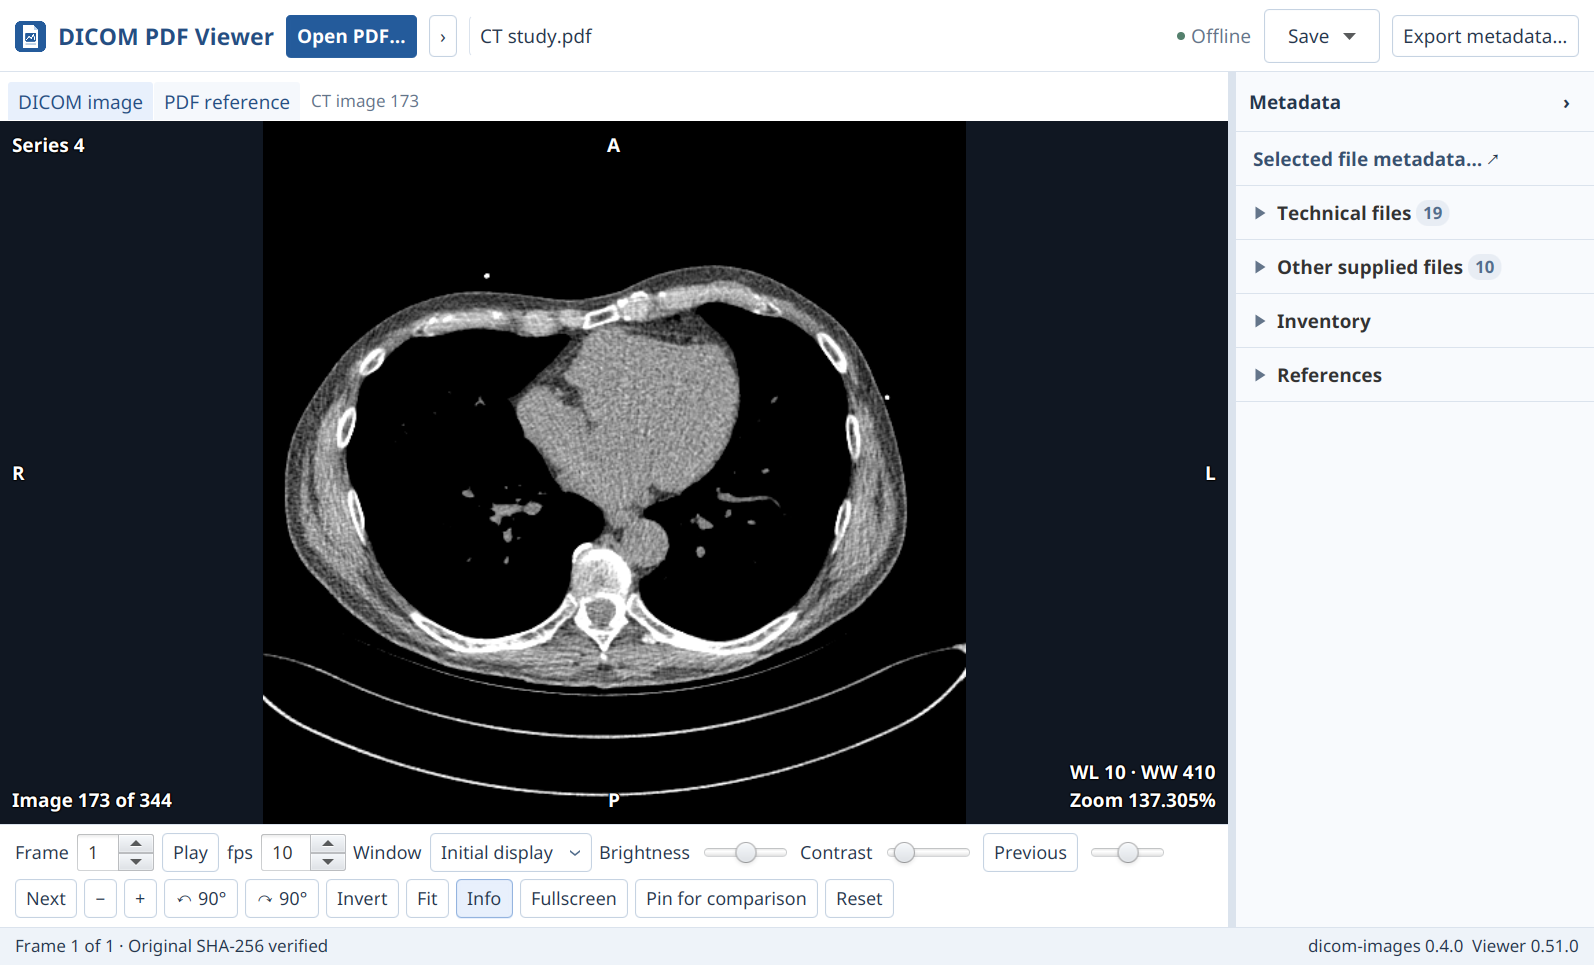 DICOM PDF Viewer Open PDF... › CT study.pdf Offline Save Export metadata...
DICOM image PDF reference CT image 173
Metadata ›
Series 4 A
Selected file metadata... ↗
Technical files 19
Other supplied files 10
Inventory
References
R L
WL 10 · WW 410
Image 173 of 344 P Zoom 137.305%
Frame 1 Play fps 10 Window Initial display Brightness Contrast Previous
Next − + ↶ 90° ↷ 90° Invert Fit Info Fullscreen Pin for comparison Reset
Frame 1 of 1 · Original SHA-256 verified dicom-images 0.4.0 Viewer 0.51.0